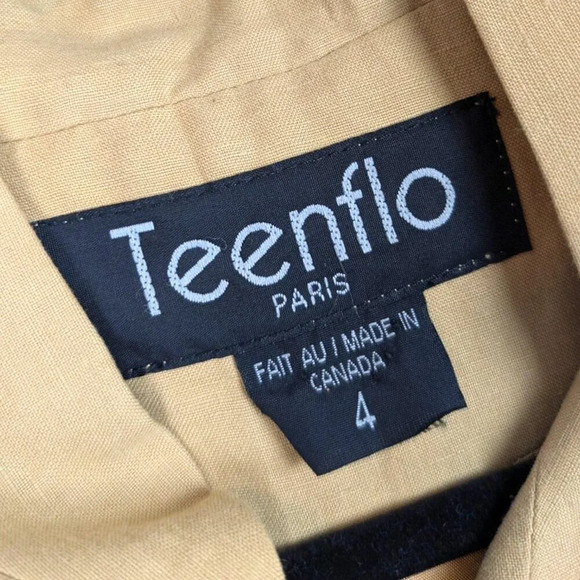 Teenflo
PARIS
FAIT AU / MADE IN
CANADA
4